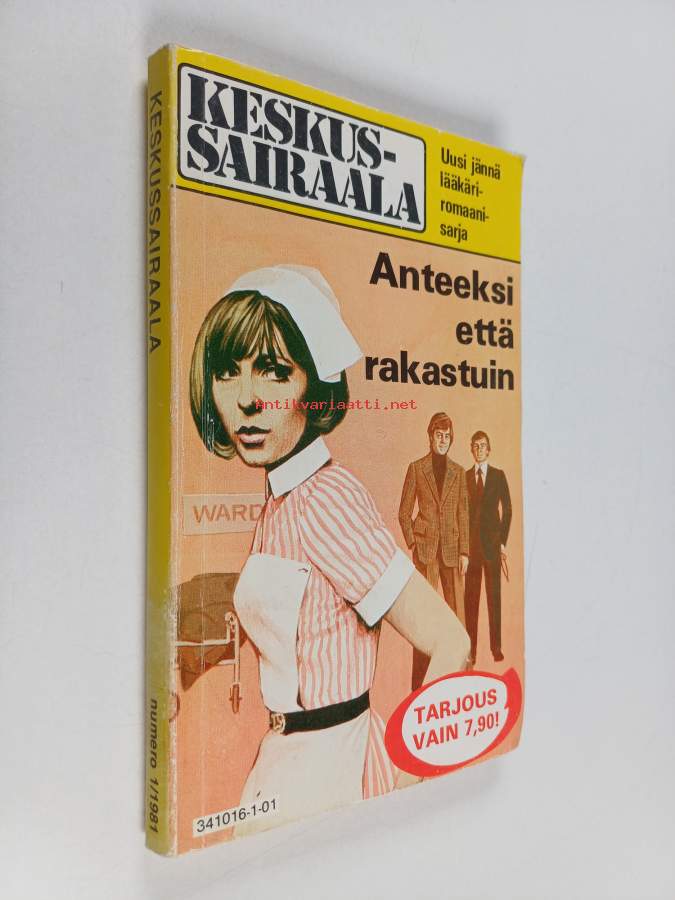 KESKUSSAIRAALA
numero 1/1981
KESKUS-
SAIRAALA
Uusi jännä
lääkäri-
romaani-
sarja
Anteeksi
että
rakastuin
Antikvariaatti.net
WARD
TARJOUS
VAIN 7,90!
341016-1-01